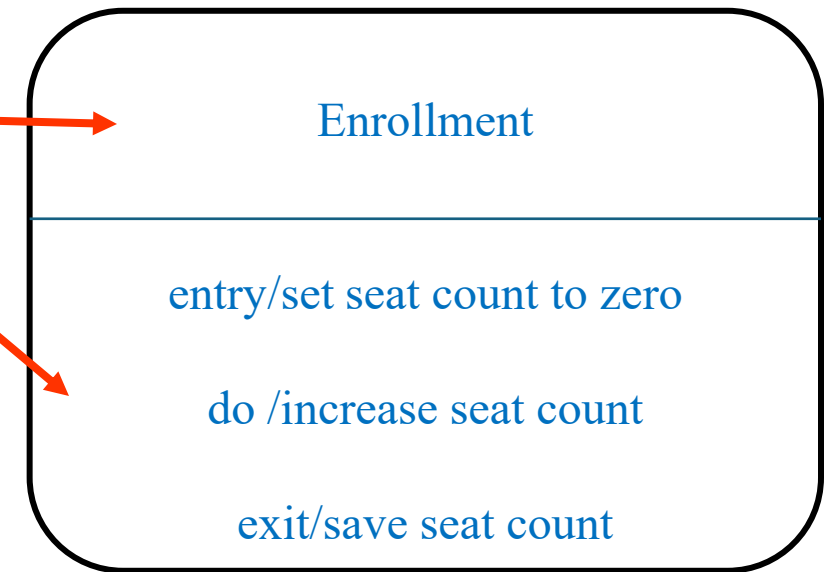 Enrollment
entry/set seat count to zero
do /increase seat count
exit/save seat count